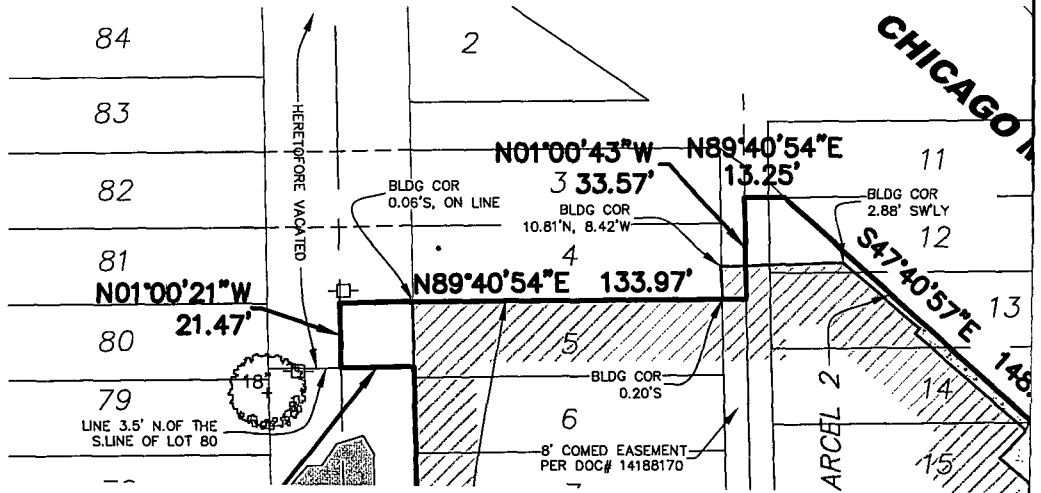 84
2
CHICAGO
83
HERETOFORE VACATED
N01°00'43"W
33.57'
N89°40'54"E
13.25'
11
82
BLDG COR
0.06'S, ON LINE
3
BLDG COR
10.81'N, 8.42'W
BLDG COR
2.88' SW'LY
12
81
4
N01°00'21"W
21.47'
N89°40'54"E 133.97'
S47°40'57"E 148.
13
80
5
18"
BLDG COR
0.20'S
79
LINE 3.5' N.OF THE
S.LINE OF LOT 80
6
8' COMED EASEMENT
PER DOC# 14188170
ARCEL 2
14
15